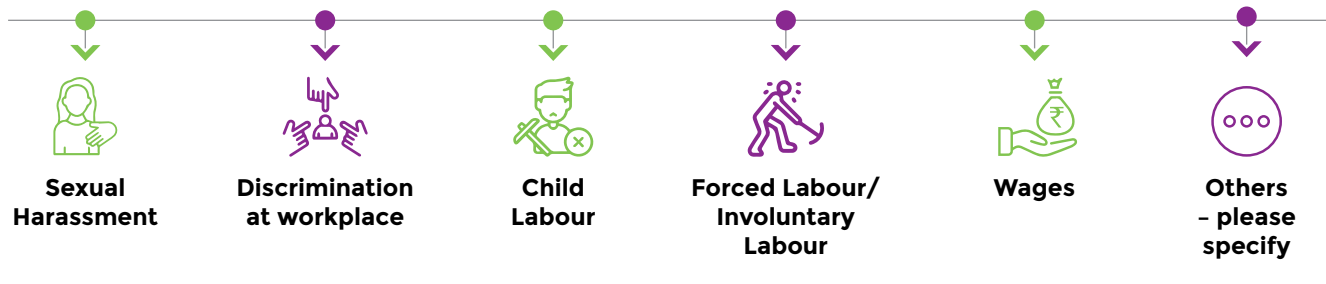 Sexual
Harassment
Discrimination
at workplace
Child
Labour
Forced Labour/
Involuntary
Labour
₹
Wages
Others
– please
specify